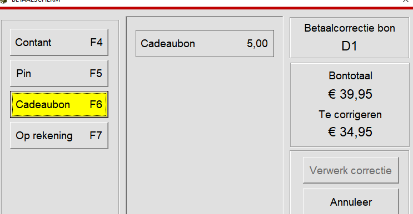 BETAALSCHERM
Contant F4
Pin F5
Cadeaubon F6
Op rekening F7
Cadeaubon 5,00
Betaalcorrectie bon
D1
Bontotaal
€ 39,95
Te corrigeren
€ 34,95
Verwerk correctie
Annuleer